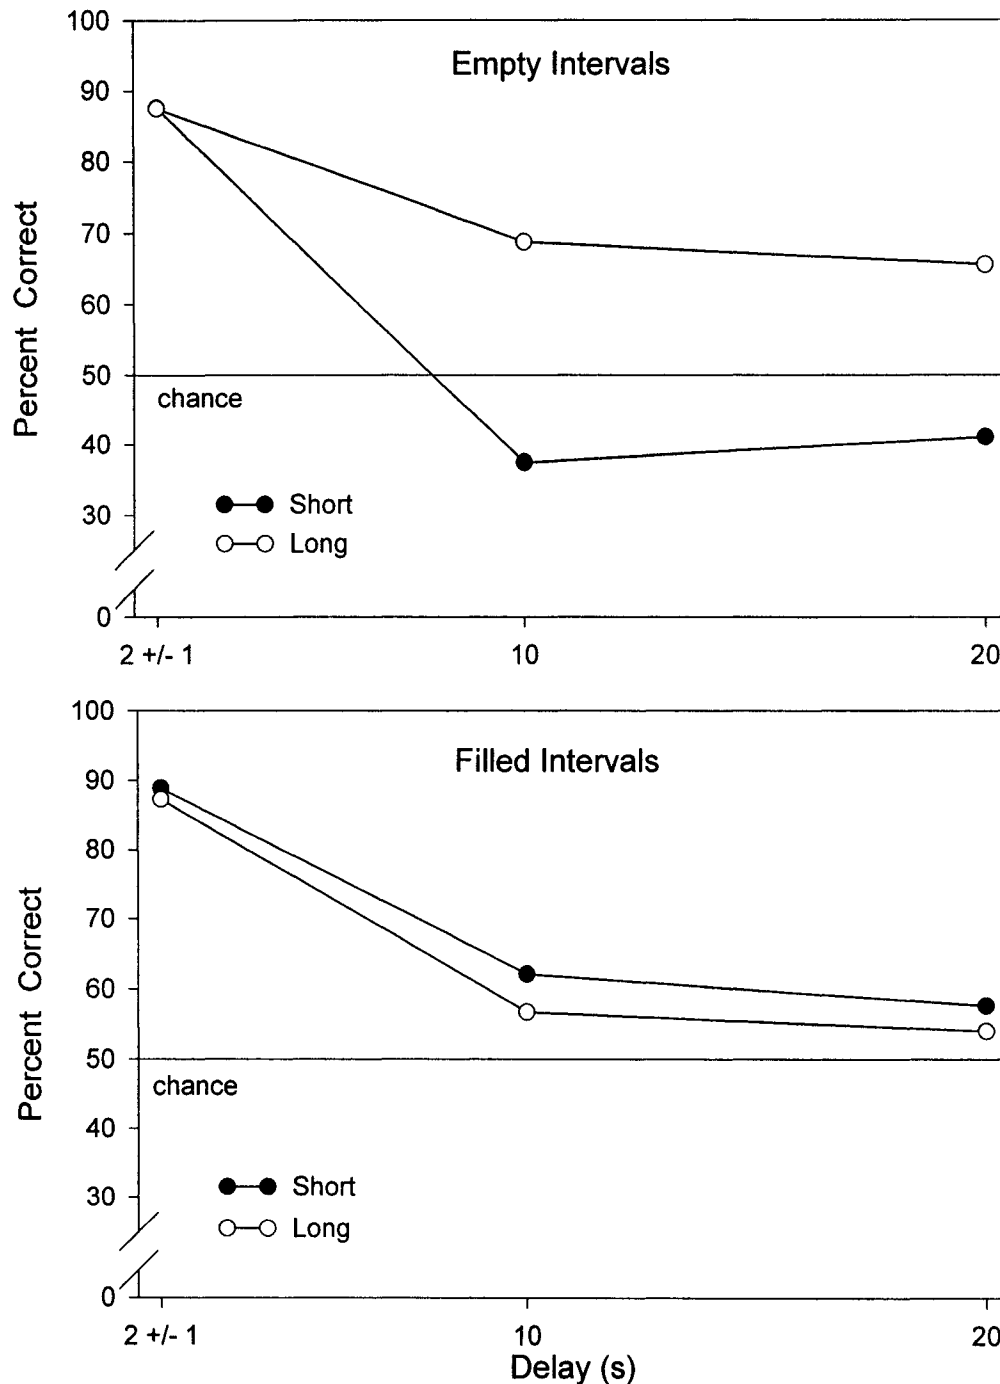 Empty Intervals
Percent Correct
100
90
80
70
60
50
40
30
0
chance
Short
Long
2 +/- 1
10
20
Filled Intervals
Percent Correct
100
90
80
70
60
50
40
30
0
chance
Short
Long
2 +/- 1
10
20
Delay (s)